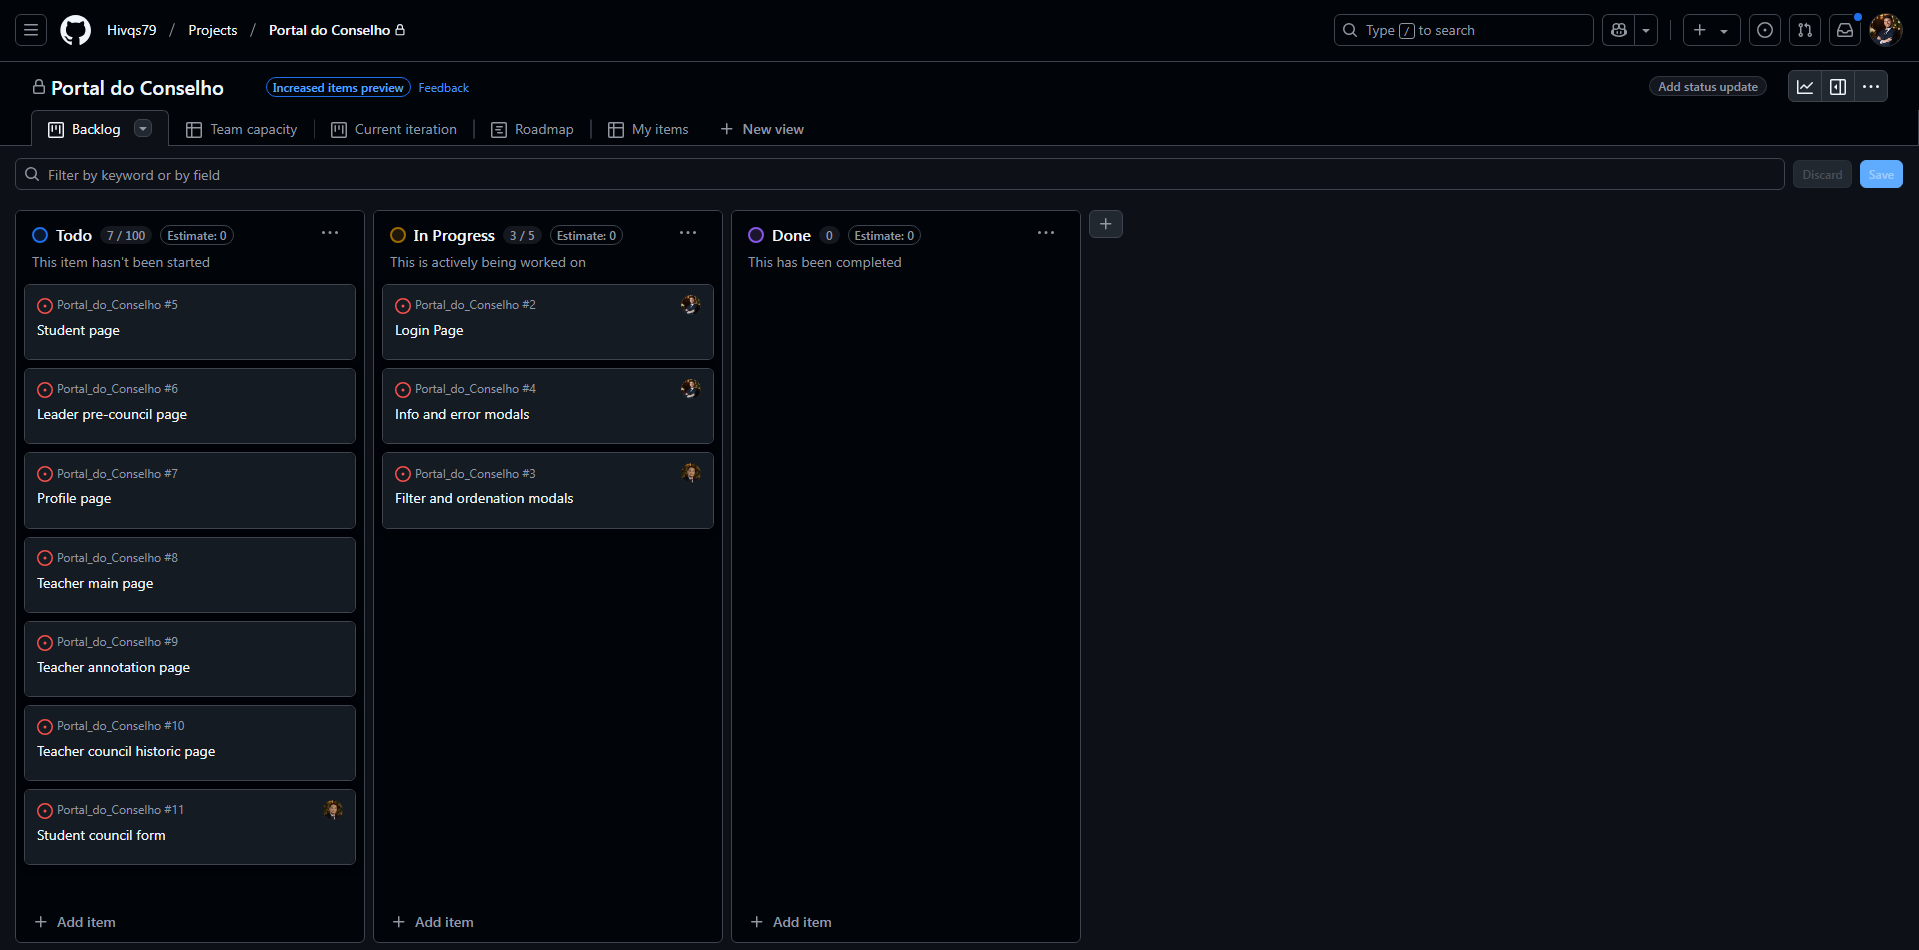 Hivqs79 / Projects / Portal do Conselho
Type / to search
Portal do Conselho
Increased items preview
Feedback
Add status update
Backlog
Team capacity
Current iteration
Roadmap
My items
New view
Filter by keyword or by field
Discard
Save
Todo 7 / 100 Estimate: 0
This item hasn't been started
Portal_do_Conselho #5
Student page
Portal_do_Conselho #6
Leader pre-council page
Portal_do_Conselho #7
Profile page
Portal_do_Conselho #8
Teacher main page
Portal_do_Conselho #9
Teacher annotation page
Portal_do_Conselho #10
Teacher council historic page
Portal_do_Conselho #11
Student council form
Add item
In Progress 3 / 5 Estimate: 0
This is actively being worked on
Portal_do_Conselho #2
Login Page
Portal_do_Conselho #4
Info and error modals
Portal_do_Conselho #3
Filter and ordenation modals
Add item
Done 0 Estimate: 0
This has been completed
Add item